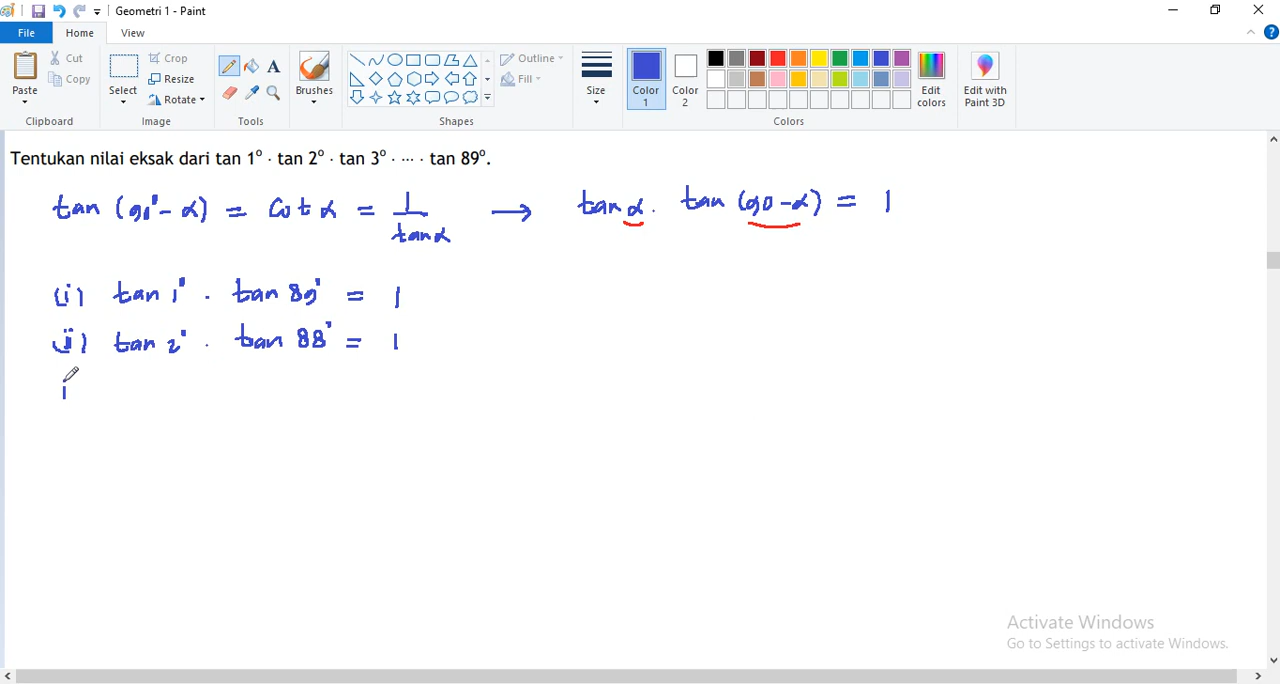 Geometri 1 - Paint
File Home View
Cut Crop Outline
Paste Copy Select Resize Brushes Fill Size Color 1 Color 2 Edit colors Edit with Paint 3D
Rotate A
Clipboard Image Tools Shapes Colors
Tentukan nilai eksak dari tan 1° · tan 2° · tan 3° · ... · tan 89°.
tan (90° - α) = Cot α = 1/tan α → tan α . tan (90 - α) = 1
(i) tan 1° . tan 89° = 1
(ii) tan 2° . tan 88° = 1
Activate Windows
Go to Settings to activate Windows.